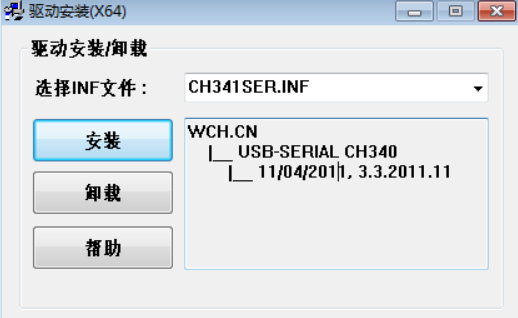 驱动安装(X64)
驱动安装/卸载
选择INF文件：
CH341SER.INF
安装
卸载
帮助
WCH.CN
|__ USB-SERIAL CH340
|__ 11/04/2011, 3.3.2011.11